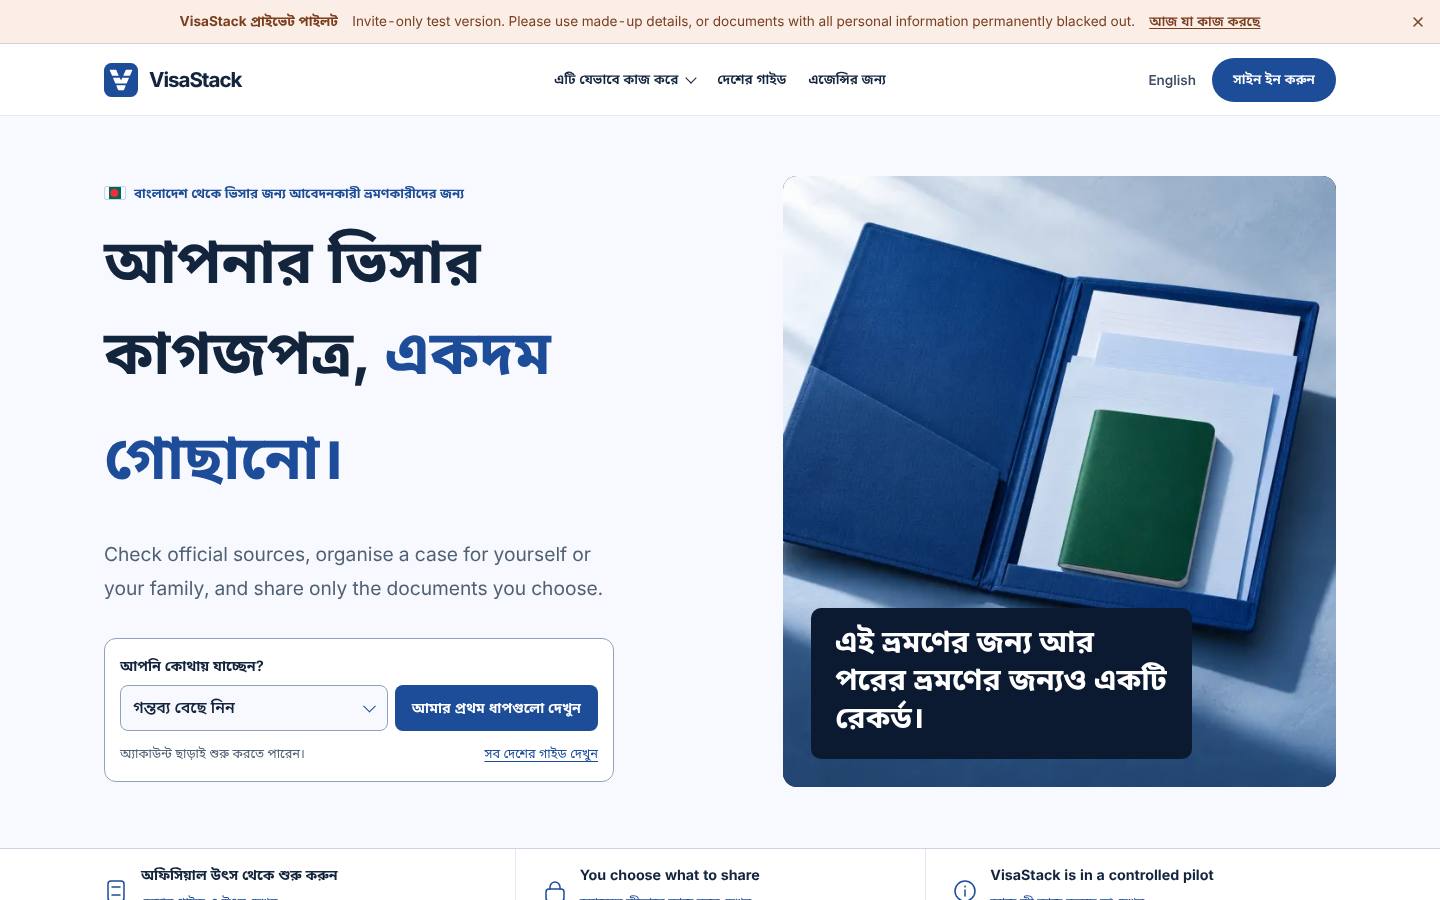 VisaStack প্রাইভেট পাইলট Invite-only test version. Please use made-up details, or documents with all personal information permanently blacked out. আজ যা কাজ করছে
VisaStack
এটি যেভাবে কাজ করে
দেশের গাইড
এজেন্সির জন্য
English
সাইন ইন করুন
বাংলাদেশ থেকে ভিসার জন্য আবেদনকারী ভ্রমণকারীদের জন্য
আপনার ভিসার
কাগজপত্র, একদম
গোছানো।
Check official sources, organise a case for yourself or
your family, and share only the documents you choose.
আপনি কোথায় যাচ্ছেন?
গন্তব্য বেছে নিন
আমার প্রথম ধাপগুলো দেখুন
অ্যাকাউন্ট ছাড়াই শুরু করতে পারেন।
সব দেশের গাইড দেখুন
এই ভ্রমণের জন্য আর
পরের ভ্রমণের জন্যও একটি
রেকর্ড।
অফিসিয়াল উৎস থেকে শুরু করুন
You choose what to share
VisaStack is in a controlled pilot